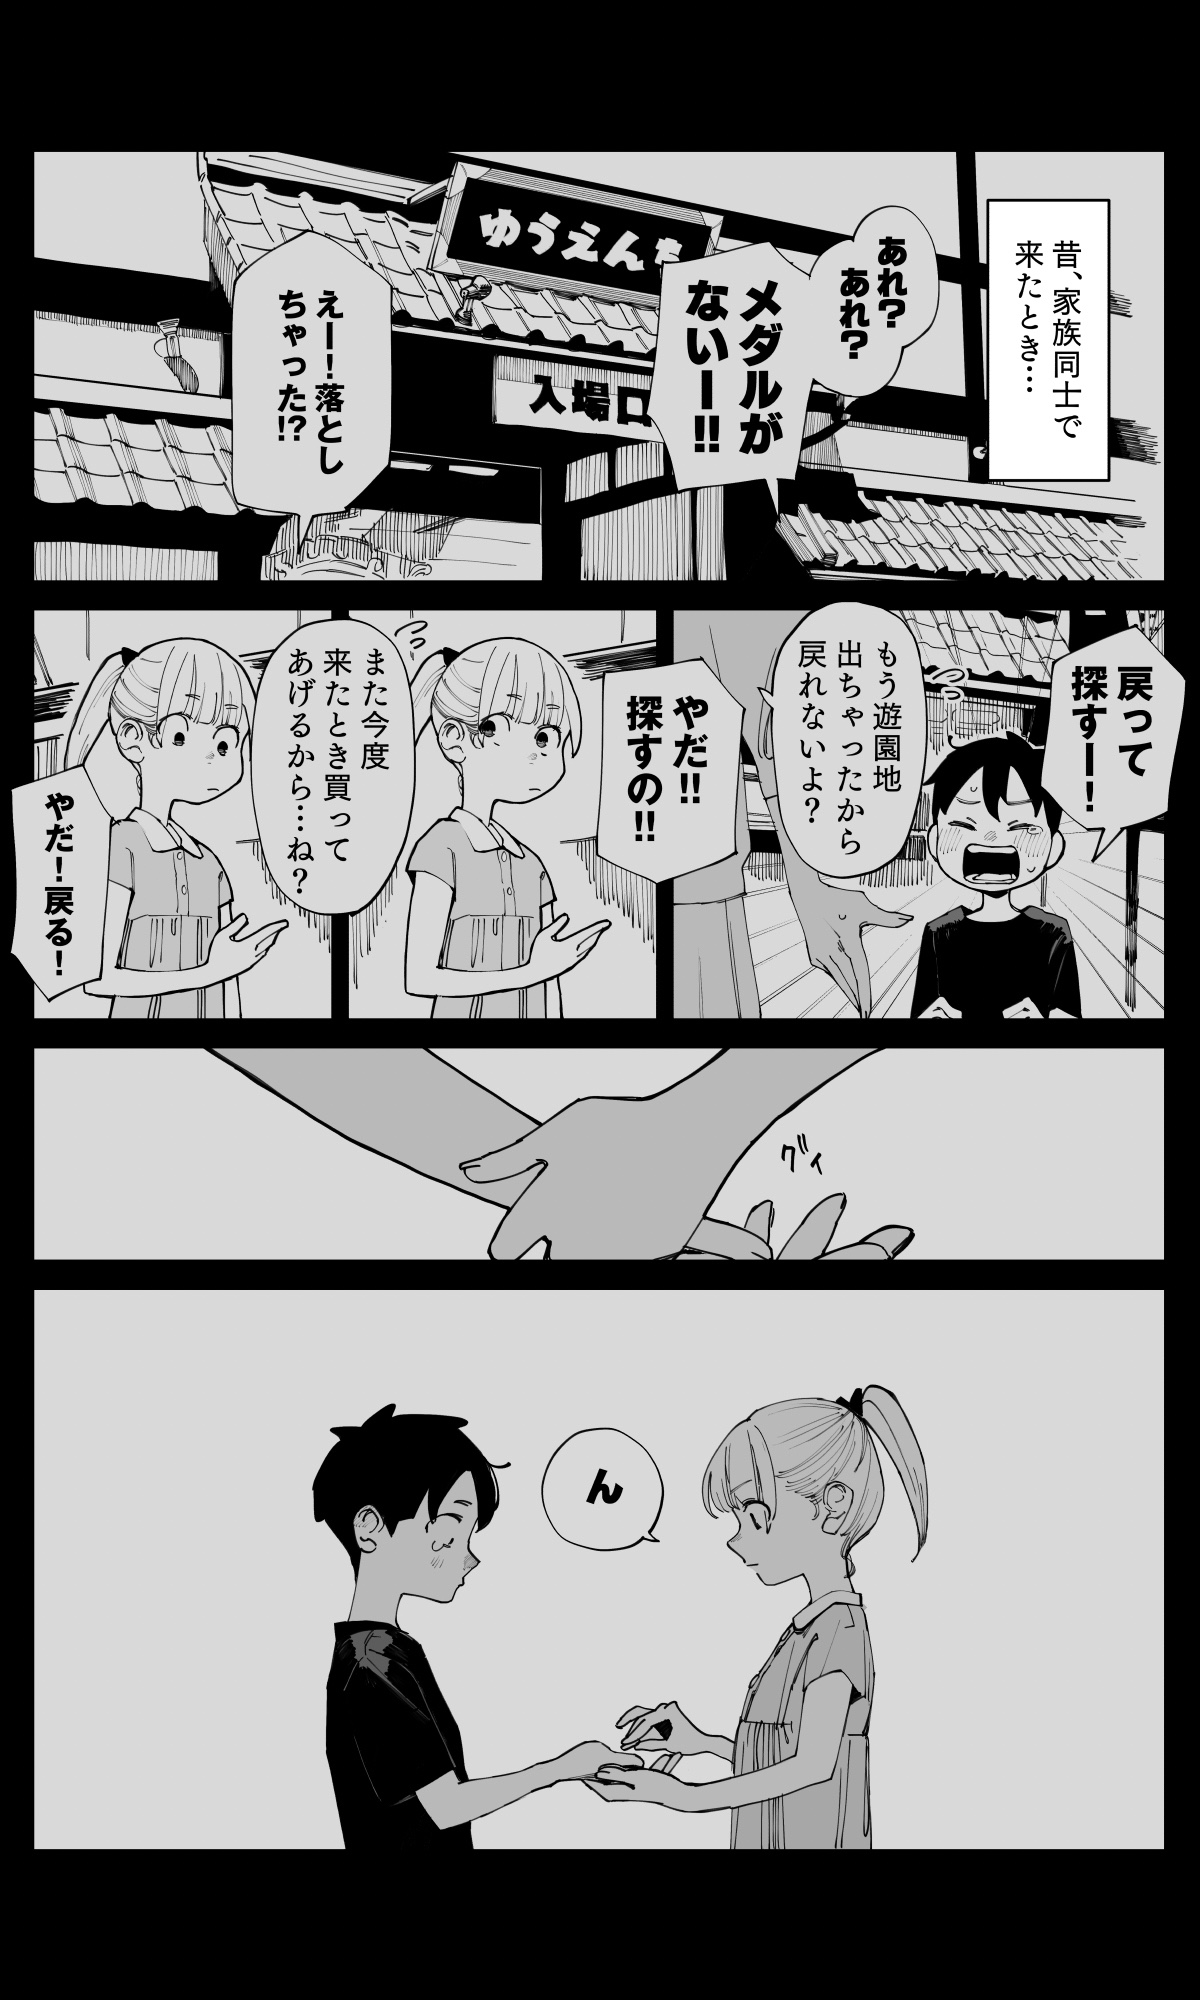 昔、家族同士で
来たとき…
あれ?
あれ?
メダルが
ないー!!
ゆうえんち
入場口
えー!落とし
ちゃった!?
戻って
探すー!
もう遊園地
出ちゃったから
戻れないよ?
やだ!!
探すの!!
また今度
来たとき買って
あげるから…ね?
やだ!戻る!
グィ
ん